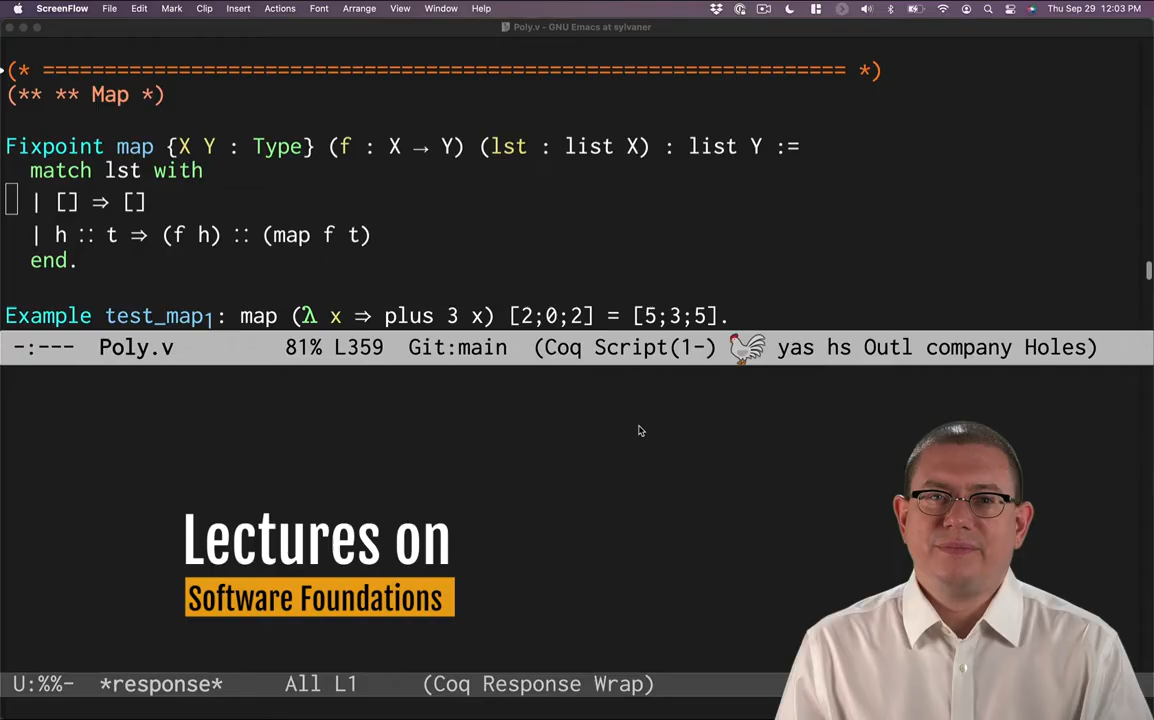 ScreenFlow File Edit Mark Clip Insert Actions Font Arrange View Window Help Thu Sep 29 12:03 PM
Poly.v - GNU Emacs at sylvaner
(* ================================================================= *)
(** ** Map *)
Fixpoint map {X Y : Type} (f : X → Y) (lst : list X) : list Y :=
match lst with
| [] ⇒ []
| h :: t ⇒ (f h) :: (map f t)
end.
Example test_map1: map (λ x ⇒ plus 3 x) [2;0;2] = [5;3;5].
-:--- Poly.v 81% L359 Git:main (Coq Script(1-) yas hs Outl company Holes)
Lectures on
Software Foundations
U:%%- *response* All L1 (Coq Response Wrap)